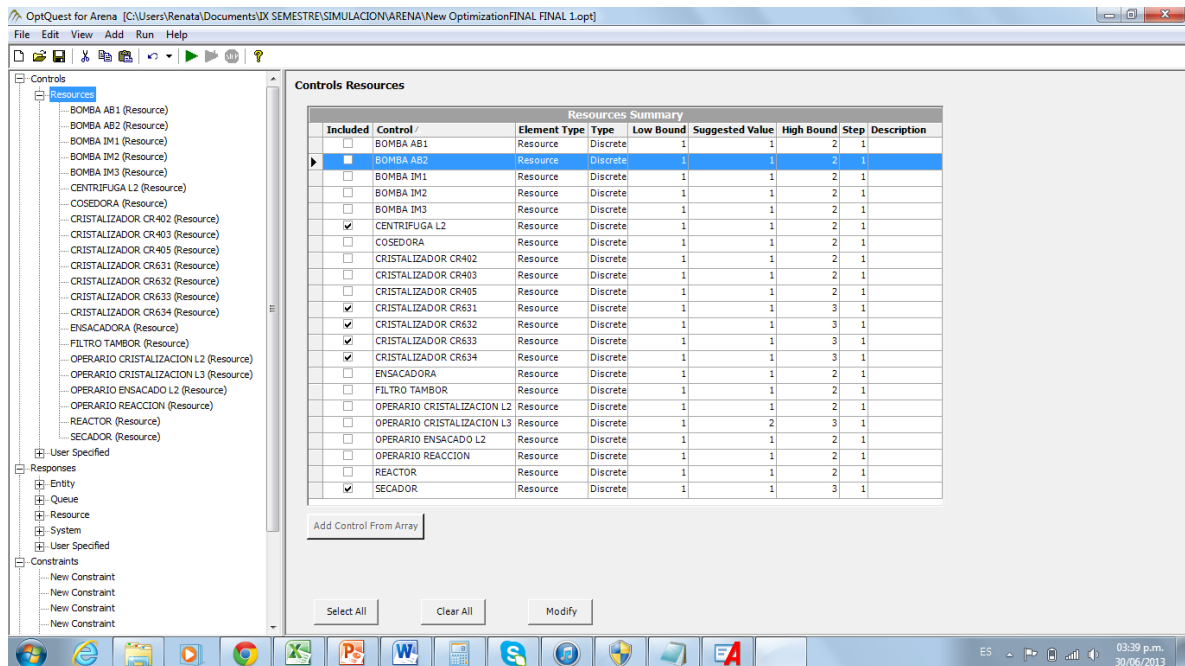 OptQuest for Arena [C:\Users\Renata\Documents\IX SEMESTRE\SIMULACION\ARENA\New OptimizationFINAL FINAL 1.opt]
File Edit View Add Run Help
Controls
Resources
BOMBA AB1 (Resource)
BOMBA AB2 (Resource)
BOMBA IM1 (Resource)
BOMBA IM2 (Resource)
BOMBA IM3 (Resource)
CENTRIFUGA L2 (Resource)
COSEDORA (Resource)
CRISTALIZADOR CR402 (Resource)
CRISTALIZADOR CR403 (Resource)
CRISTALIZADOR CR405 (Resource)
CRISTALIZADOR CR631 (Resource)
CRISTALIZADOR CR632 (Resource)
CRISTALIZADOR CR633 (Resource)
CRISTALIZADOR CR634 (Resource)
ENSACADORA (Resource)
FILTRO TAMBOR (Resource)
OPERARIO CRISTALIZACION L2 (Resource)
OPERARIO CRISTALIZACION L3 (Resource)
OPERARIO ENSACADO L2 (Resource)
OPERARIO REACCION (Resource)
REACTOR (Resource)
SECADOR (Resource)
User Specified
Responses
Entity
Queue
Resource
System
User Specified
Constraints
New Constraint
New Constraint
New Constraint
New Constraint
Controls Resources
Resources Summary
Included Control / Element Type Type Low Bound Suggested Value High Bound Step Description
BOMBA AB1 Resource Discrete 1 1 2 1
BOMBA AB2 Resource Discrete 1 1 2 1
BOMBA IM1 Resource Discrete 1 1 2 1
BOMBA IM2 Resource Discrete 1 1 2 1
BOMBA IM3 Resource Discrete 1 1 2 1
CENTRIFUGA L2 Resource Discrete 1 1 2 1
COSEDORA Resource Discrete 1 1 2 1
CRISTALIZADOR CR402 Resource Discrete 1 1 2 1
CRISTALIZADOR CR403 Resource Discrete 1 1 2 1
CRISTALIZADOR CR405 Resource Discrete 1 1 2 1
CRISTALIZADOR CR631 Resource Discrete 1 1 3 1
CRISTALIZADOR CR632 Resource Discrete 1 1 3 1
CRISTALIZADOR CR633 Resource Discrete 1 1 3 1
CRISTALIZADOR CR634 Resource Discrete 1 1 3 1
ENSACADORA Resource Discrete 1 1 2 1
FILTRO TAMBOR Resource Discrete 1 1 2 1
OPERARIO CRISTALIZACION L2 Resource Discrete 1 1 2 1
OPERARIO CRISTALIZACION L3 Resource Discrete 1 2 3 1
OPERARIO ENSACADO L2 Resource Discrete 1 1 2 1
OPERARIO REACCION Resource Discrete 1 1 2 1
REACTOR Resource Discrete 1 1 2 1
SECADOR Resource Discrete 1 1 3 1
Add Control From Array
Select All Clear All Modify
ES 03:39 p.m.
30/06/2013